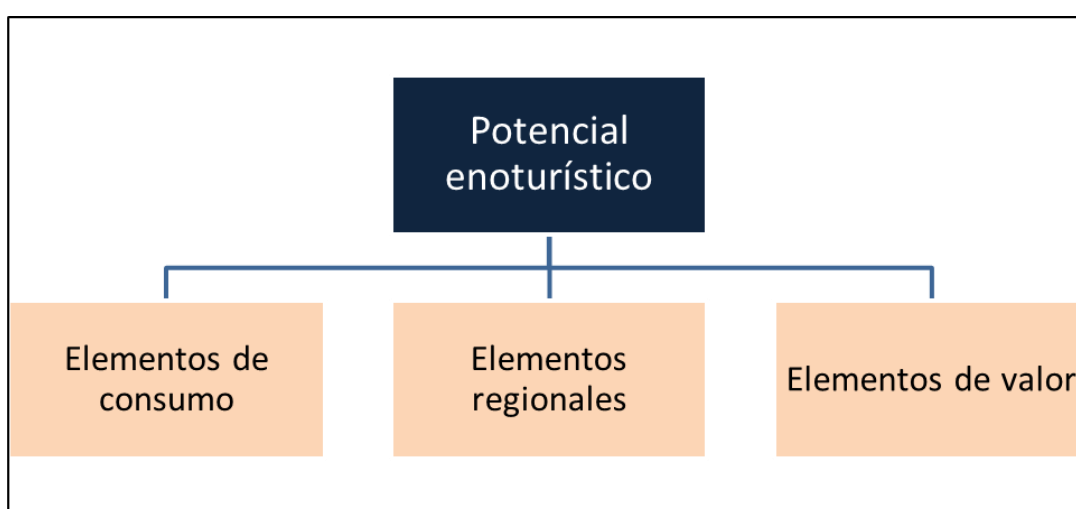 Potencial
enoturístico
Elementos de
consumo
Elementos
regionales
Elementos de valor